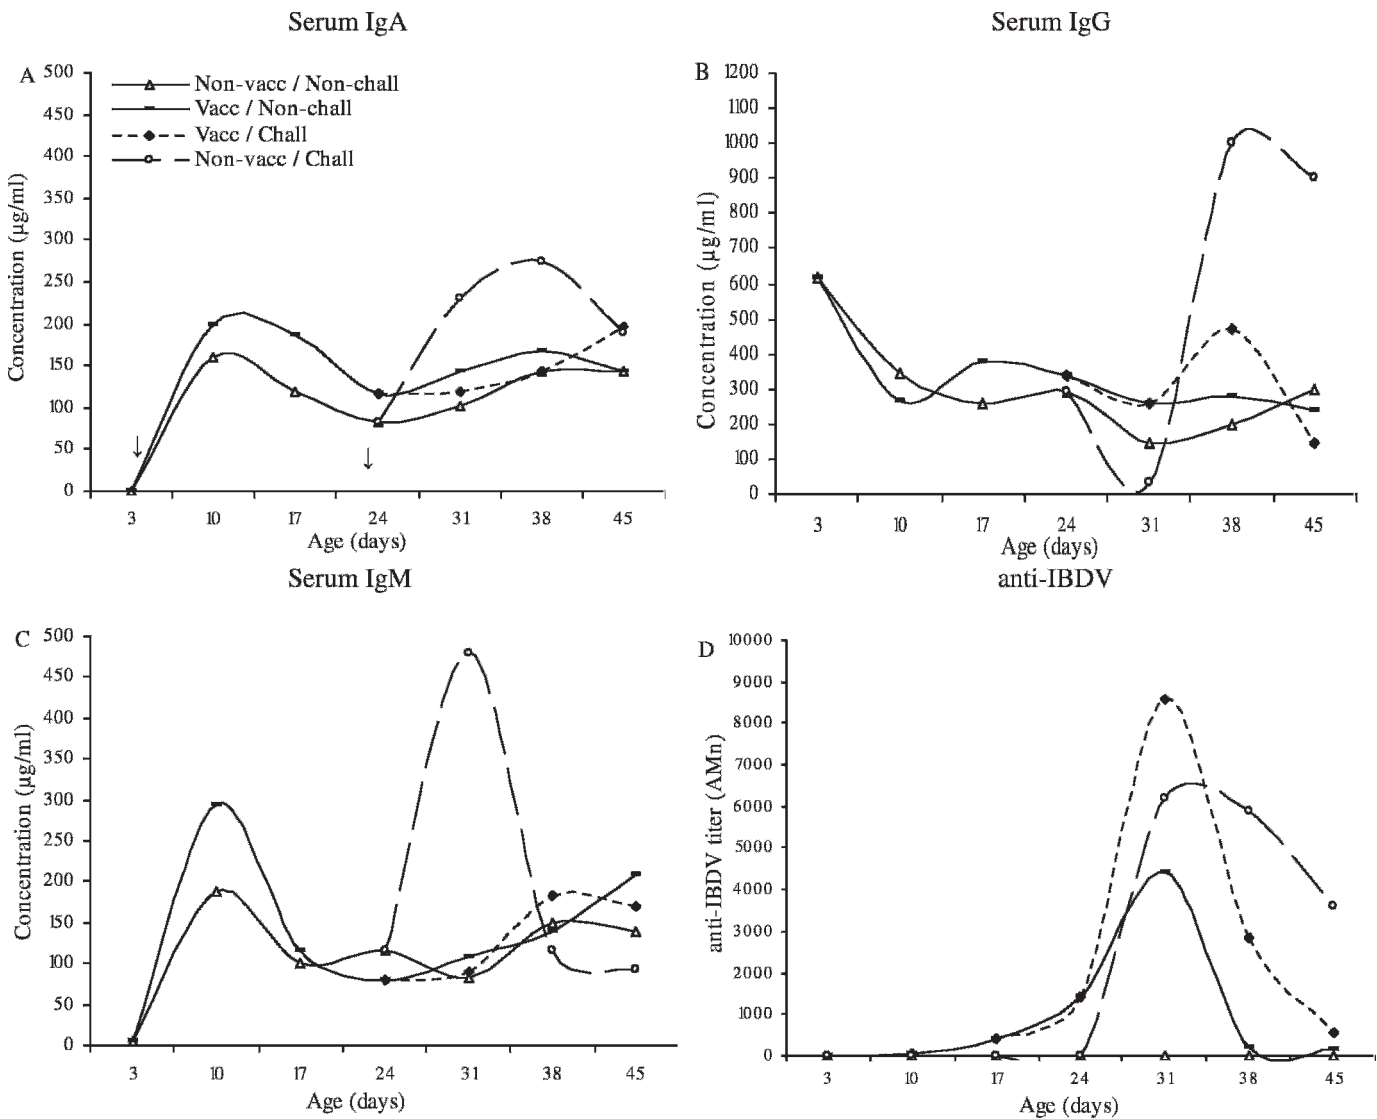 Serum IgA
A
500
450
400
350
300
250
200
150
100
50
0
Concentration (µg/ml)
Non-vacc / Non-chall
Vacc / Non-chall
Vacc / Chall
Non-vacc / Chall
↓
↓
3 10 17 24 31 38 45
Age (days)
Serum IgG
B
1200
1100
1000
900
800
700
600
500
400
300
200
100
0
Concentration (µg/ml)
3 10 17 24 31 38 45
Age (days)
Serum IgM
C
500
450
400
350
300
250
200
150
100
50
0
Concentration (µg/ml)
3 10 17 24 31 38 45
Age (days)
anti-IBDV
D
10000
9000
8000
7000
6000
5000
4000
3000
2000
1000
0
anti-IBDV titer (AMn)
3 10 17 24 31 38 45
Age (days)